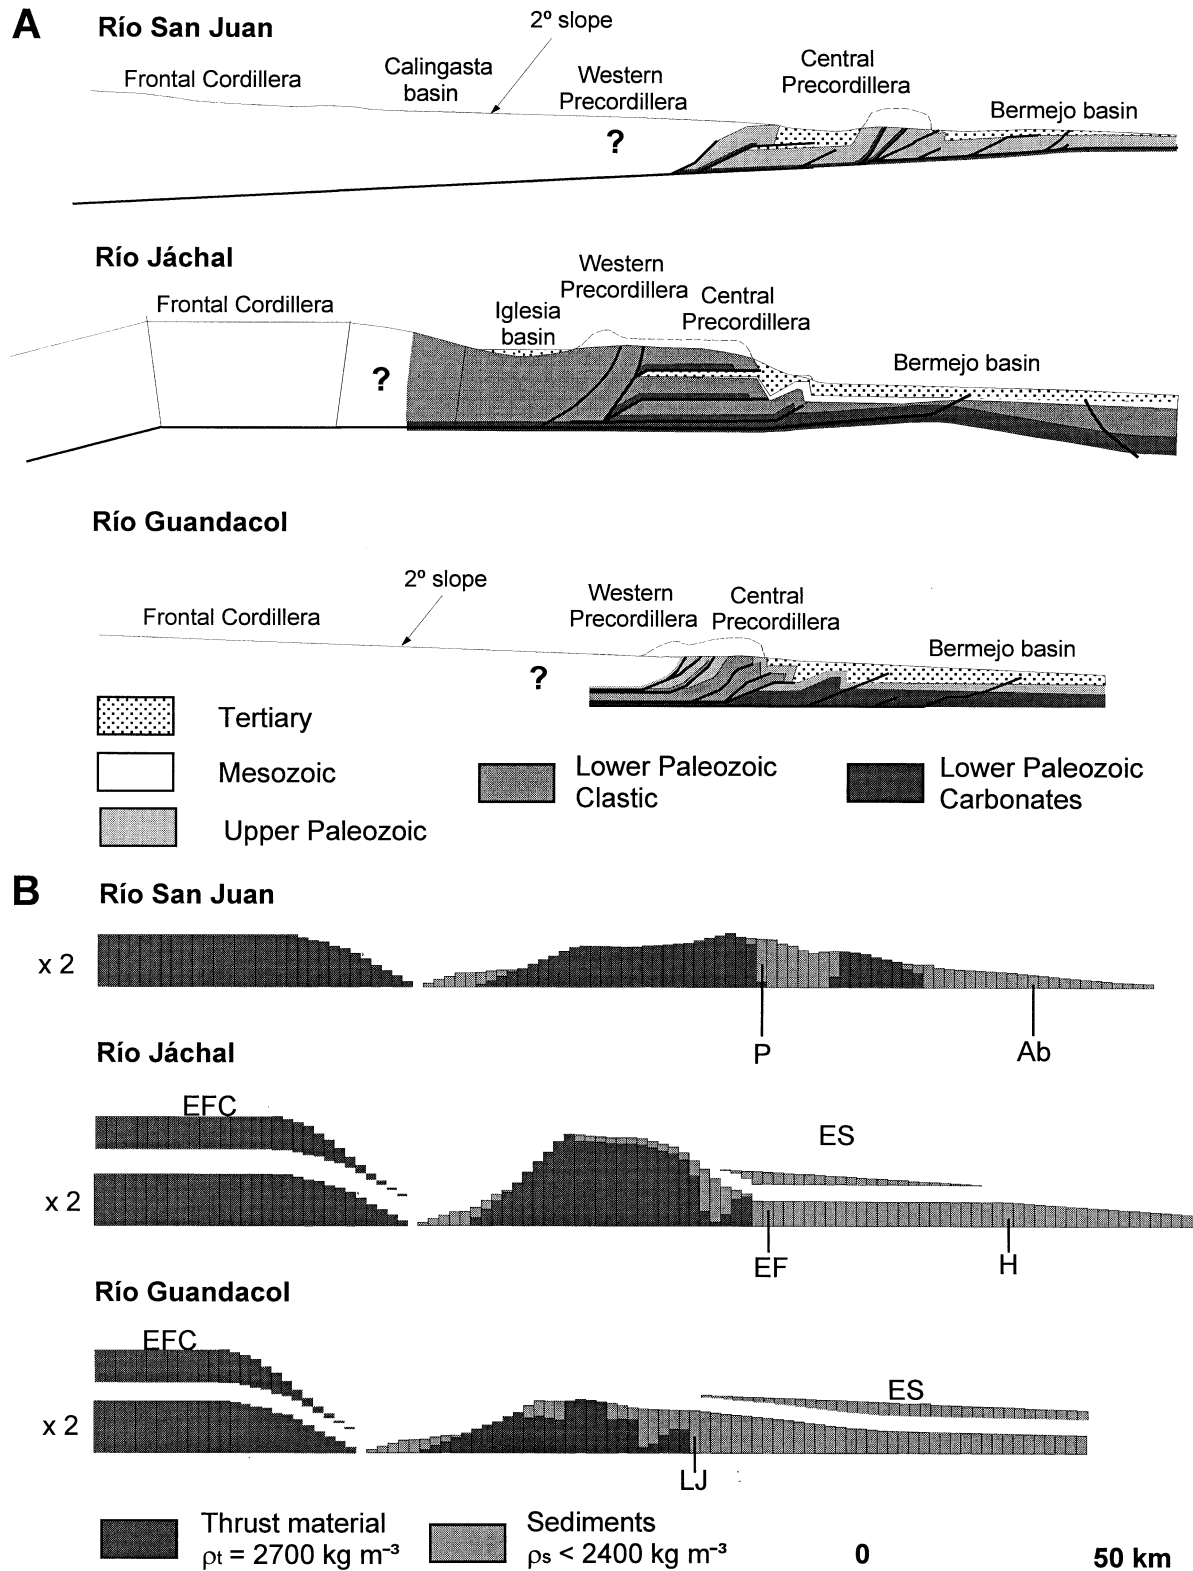 A
Río San Juan
2º slope
Frontal Cordillera
Calingasta
basin
Western
Precordillera
Central
Precordillera
Bermejo basin
?
Río Jáchal
Frontal Cordillera
Iglesia
basin
Western
Precordillera
Central
Precordillera
Bermejo basin
?
Río Guandacol
2º slope
Frontal Cordillera
Western
Precordillera
Central
Precordillera
Bermejo basin
?
Tertiary
Mesozoic
Upper Paleozoic
Lower Paleozoic
Clastic
Lower Paleozoic
Carbonates
B
Río San Juan
x 2
P
Ab
Río Jáchal
EFC
ES
x 2
EF
H
Río Guandacol
EFC
ES
x 2
LJ
Thrust material
ρt = 2700 kg m⁻³
Sediments
ρs < 2400 kg m⁻³
0
50 km